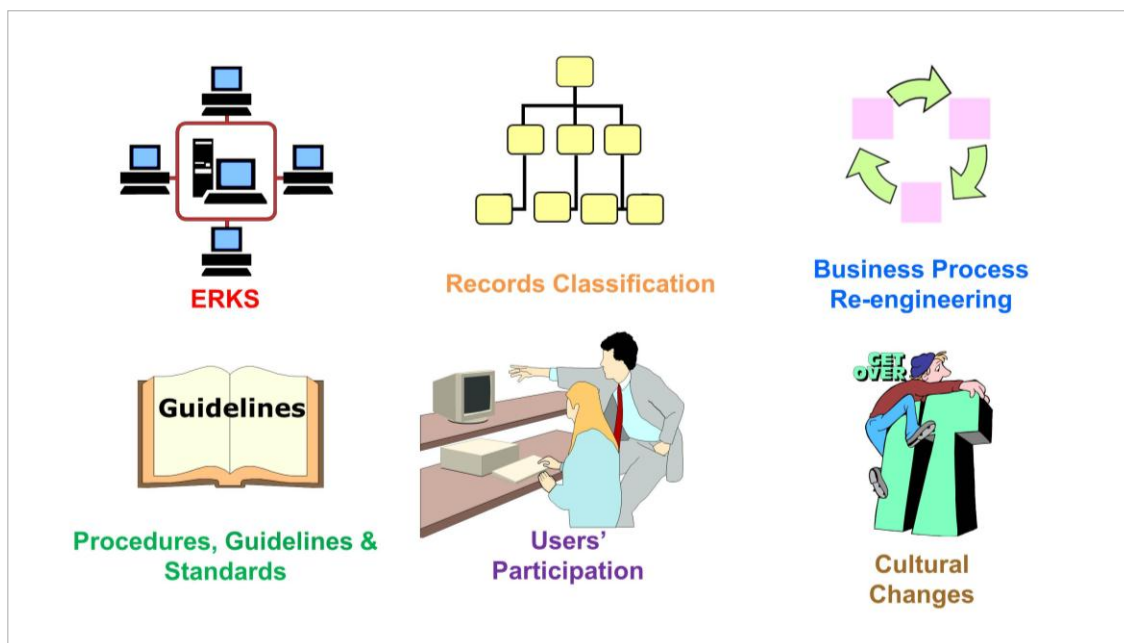 ERKS
Records Classification
Business Process
Re-engineering
Guidelines
Procedures, Guidelines &
Standards
Users’
Participation
GET
OVER
IT
Cultural
Changes